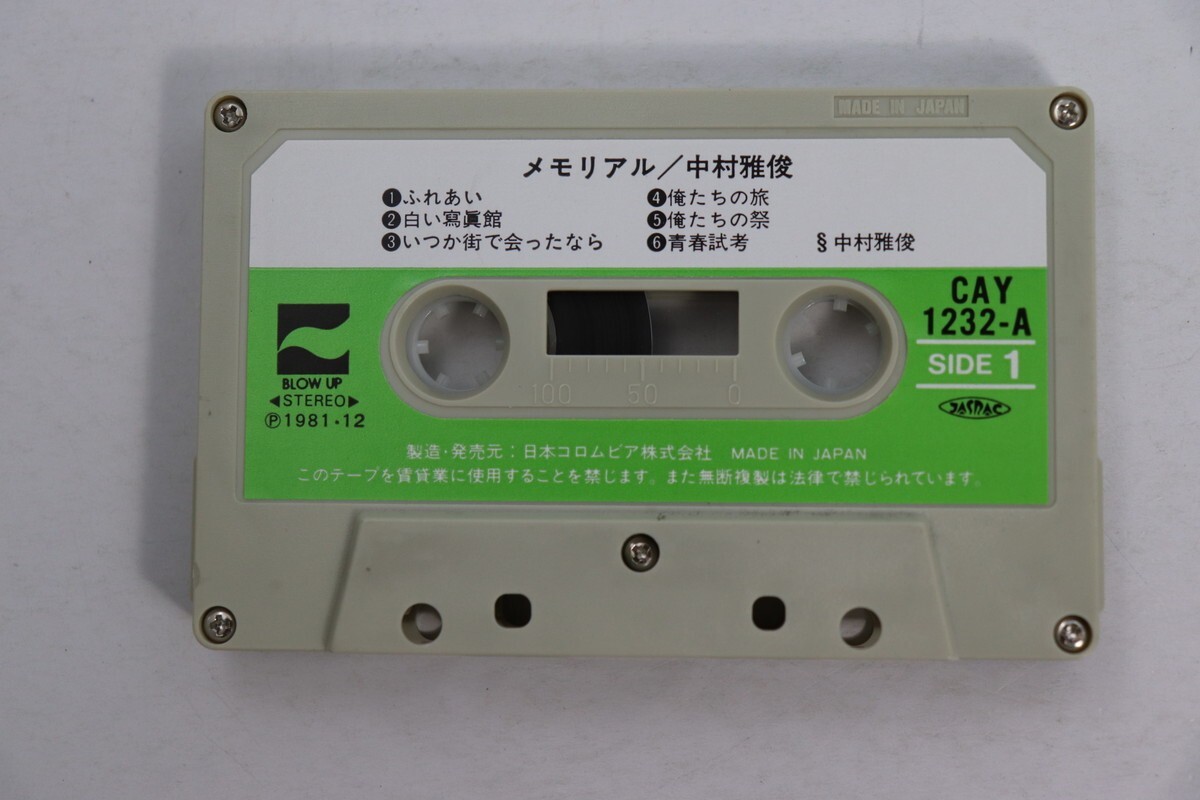 MADE IN JAPAN
メモリアル／中村雅俊
❶ふれあい
❷白い寫眞館
❸いつか街で会ったなら
❹俺たちの旅
❺俺たちの祭
❻青春試考
§中村雅俊
BLOW UP
◀STEREO▶
Ⓟ1981・12
CAY
1232-A
SIDE 1
JASRAC
100 50 0
製造・発売元：日本コロムビア株式会社 MADE IN JAPAN
このテープを賃貸業に使用することを禁じます。また無断複製は法律で禁じられています。